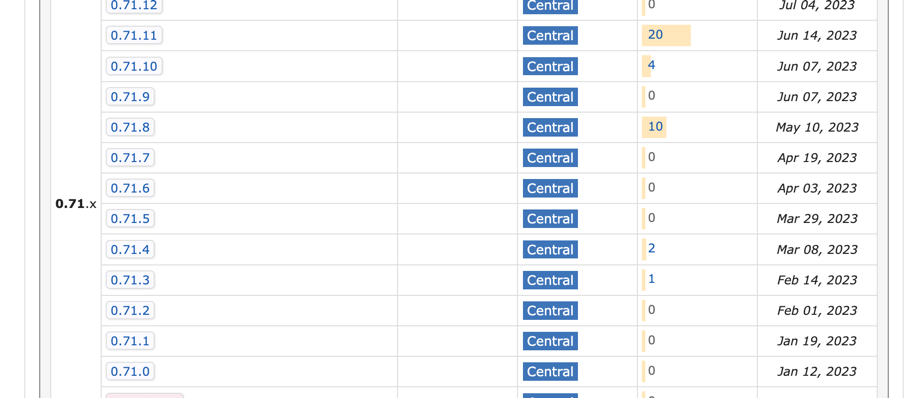 0.71.12 Central 0 Jul 04, 2023
0.71.11 Central 20 Jun 14, 2023
0.71.10 Central 4 Jun 07, 2023
0.71.9 Central 0 Jun 07, 2023
0.71.8 Central 10 May 10, 2023
0.71.7 Central 0 Apr 19, 2023
0.71.6 Central 0 Apr 03, 2023
0.71.x
0.71.5 Central 0 Mar 29, 2023
0.71.4 Central 2 Mar 08, 2023
0.71.3 Central 1 Feb 14, 2023
0.71.2 Central 0 Feb 01, 2023
0.71.1 Central 0 Jan 19, 2023
0.71.0 Central 0 Jan 12, 2023